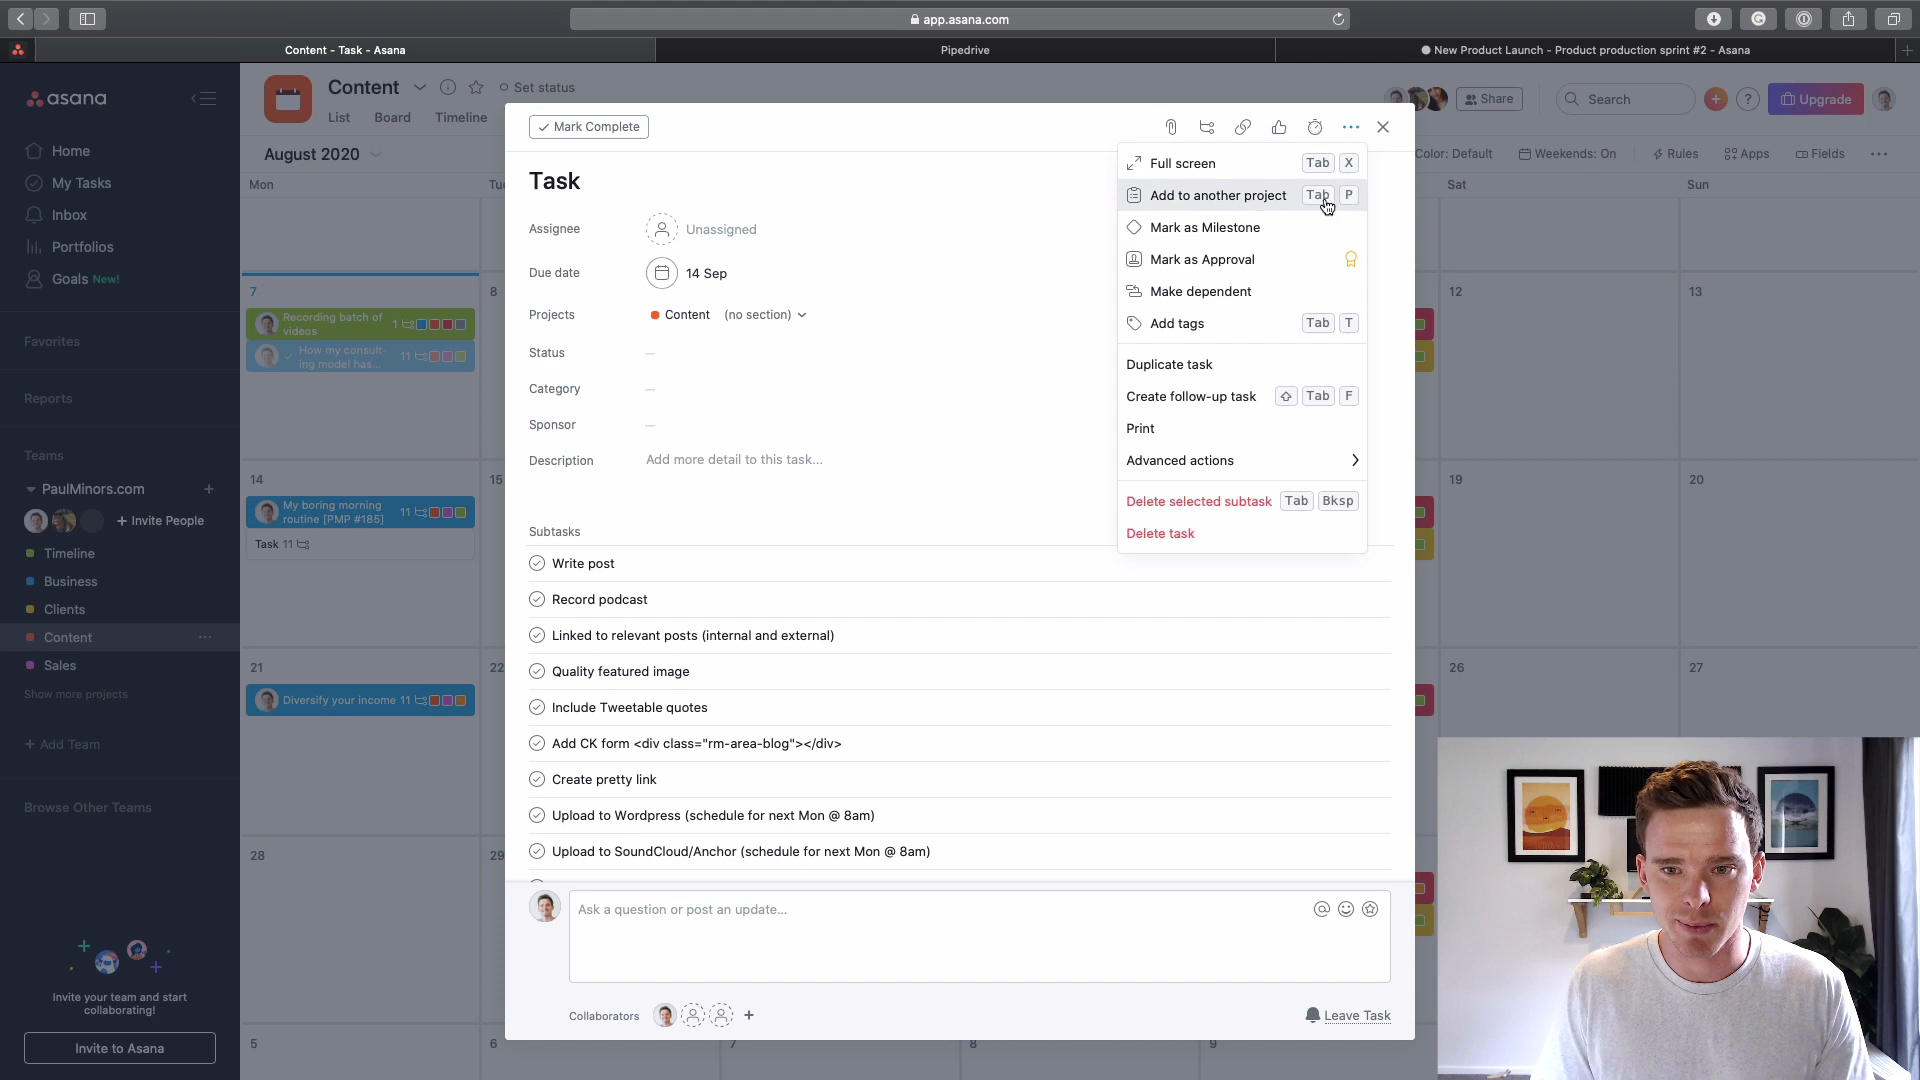 app.asana.com
Content - Task - Asana
Pipedrive
New Product Launch - Product production sprint #2 - Asana
asana
Home
My Tasks
Inbox
Portfolios
Goals New!
Favorites
Reports
Teams
PaulMinors.com
+ Invite People
Timeline
Business
Clients
Content
Sales
Show more projects
+ Add Team
Browse Other Teams
Invite your team and start
collaborating!
Invite to Asana
Content
Set status
List Board Timeline
Share
Search
?
Upgrade
August 2020
Color: Default
Weekends: On
Rules
Apps
Fields
Mon
Sat
Sun
7
8
12
13
Recording batch of
videos
1
How my consult-
ing model has...
11
14
15
19
20
My boring morning
routine [PMP #185]
11
Task 11
21
22
26
27
Diversify your income 11
28
29
5
6
7
8
9
Mark Complete
Task
Assignee
Unassigned
Due date
14 Sep
Projects
Content (no section)
Status
—
Category
—
Sponsor
—
Description
Add more detail to this task...
Subtasks
Write post
Record podcast
Linked to relevant posts (internal and external)
Quality featured image
Include Tweetable quotes
Add CK form <div class="rm-area-blog"></div>
Create pretty link
Upload to Wordpress (schedule for next Mon @ 8am)
Upload to SoundCloud/Anchor (schedule for next Mon @ 8am)
Ask a question or post an update...
Collaborators
Leave Task
Full screen Tab X
Add to another project Tab P
Mark as Milestone
Mark as Approval
Make dependent
Add tags Tab T
Duplicate task
Create follow-up task Tab F
Print
Advanced actions
Delete selected subtask Tab Bksp
Delete task